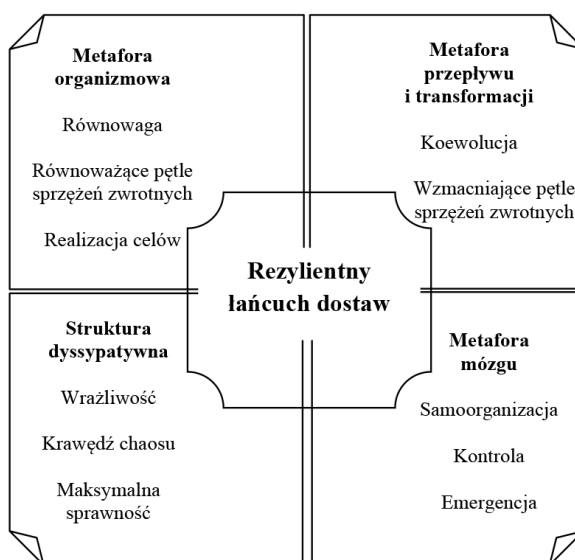 Metafora
organizmowa
Równowaga
Równoważące pętle
sprzężeń zwrotnych
Realizacja celów
Metafora
przepływu
i transformacji
Koewolucja
Wzmacniające pętle
sprzężeń zwrotnych
Rezylientny
łańcuch dostaw
Struktura
dyssypatywna
Wrażliwość
Krawędź chaosu
Maksymalna
sprawność
Metafora
mózgu
Samoorganizacja
Kontrola
Emergencja